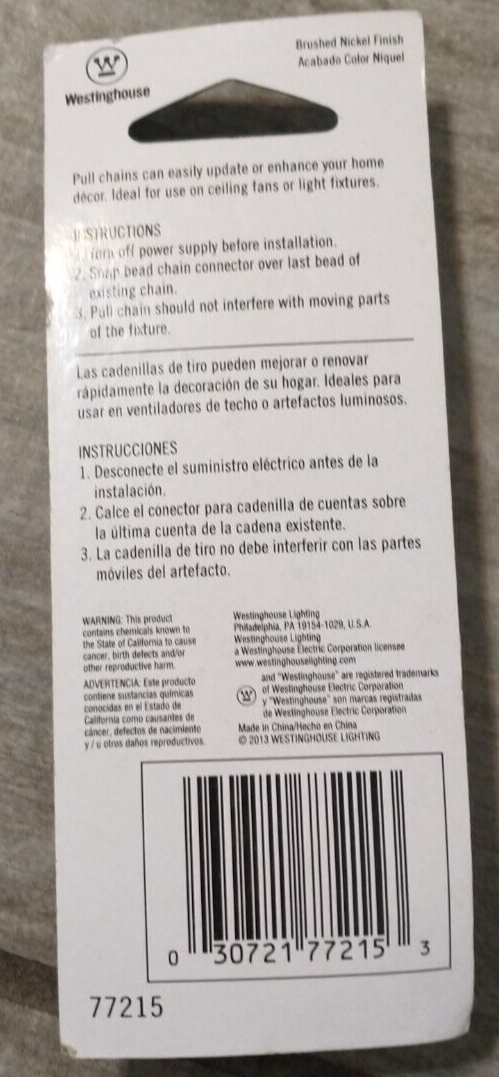 Westinghouse
Brushed Nickel Finish
Acabado Color Niquel
Pull chains can easily update or enhance your home
décor. Ideal for use on ceiling fans or light fixtures.
INSTRUCTIONS
1. Turn off power supply before installation.
2. Snap bead chain connector over last bead of
existing chain.
3. Pull chain should not interfere with moving parts
of the fixture.
Las cadenillas de tiro pueden mejorar o renovar
rápidamente la decoración de su hogar. Ideales para
usar en ventiladores de techo o artefactos luminosos.
INSTRUCCIONES
1. Desconecte el suministro eléctrico antes de la
instalación.
2. Calce el conector para cadenilla de cuentas sobre
la última cuenta de la cadena existente.
3. La cadenilla de tiro no debe interferir con las partes
móviles del artefacto.
WARNING: This product
contains chemicals known to
the State of California to cause
cancer, birth defects and/or
other reproductive harm.
ADVERTENCIA: Este producto
contiene sustancias químicas
conocidas en el Estado de
California como causantes de
cáncer, defectos de nacimiento
y / u otros daños reproductivos.
Westinghouse Lighting
Philadelphia, PA 19154-1029, U.S.A.
Westinghouse Lighting
a Westinghouse Electric Corporation licensee
www.westinghouselighting.com
and "Westinghouse" are registered trademarks
of Westinghouse Electric Corporation
y "Westinghouse" son marcas registradas
de Westinghouse Electric Corporation
Made in China/Hecho en China
© 2013 WESTINGHOUSE LIGHTING
0 30721 77215 3
77215